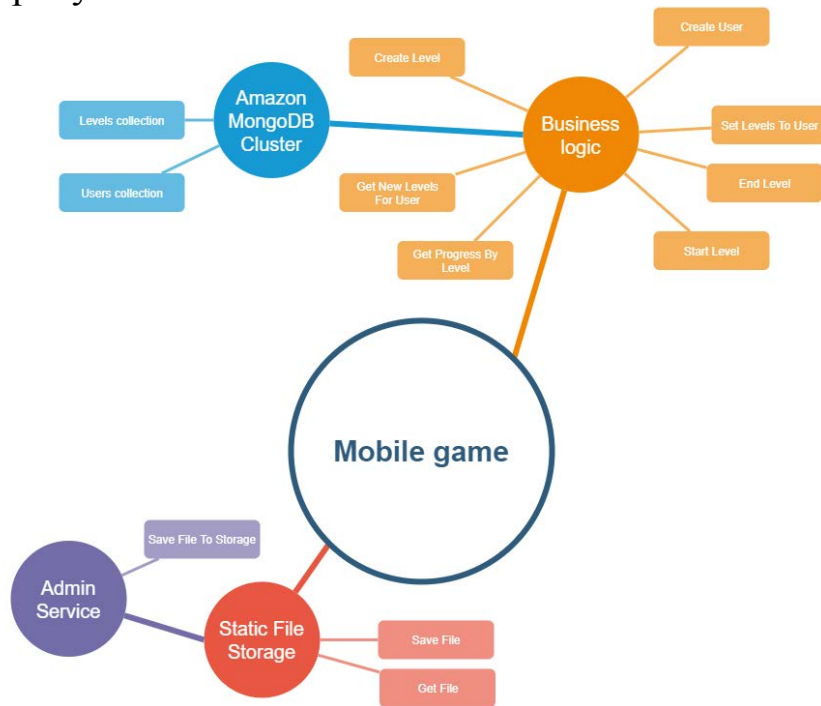 Create User
Create Level
Amazon
MongoDB
Cluster
Business
logic
Levels collection
Set Levels To User
Users collection
Get New Levels
For User
End Level
Get Progress By
Level
Start Level
Mobile game
Save File To Storage
Admin
Service
Static File
Storage
Save File
Get File